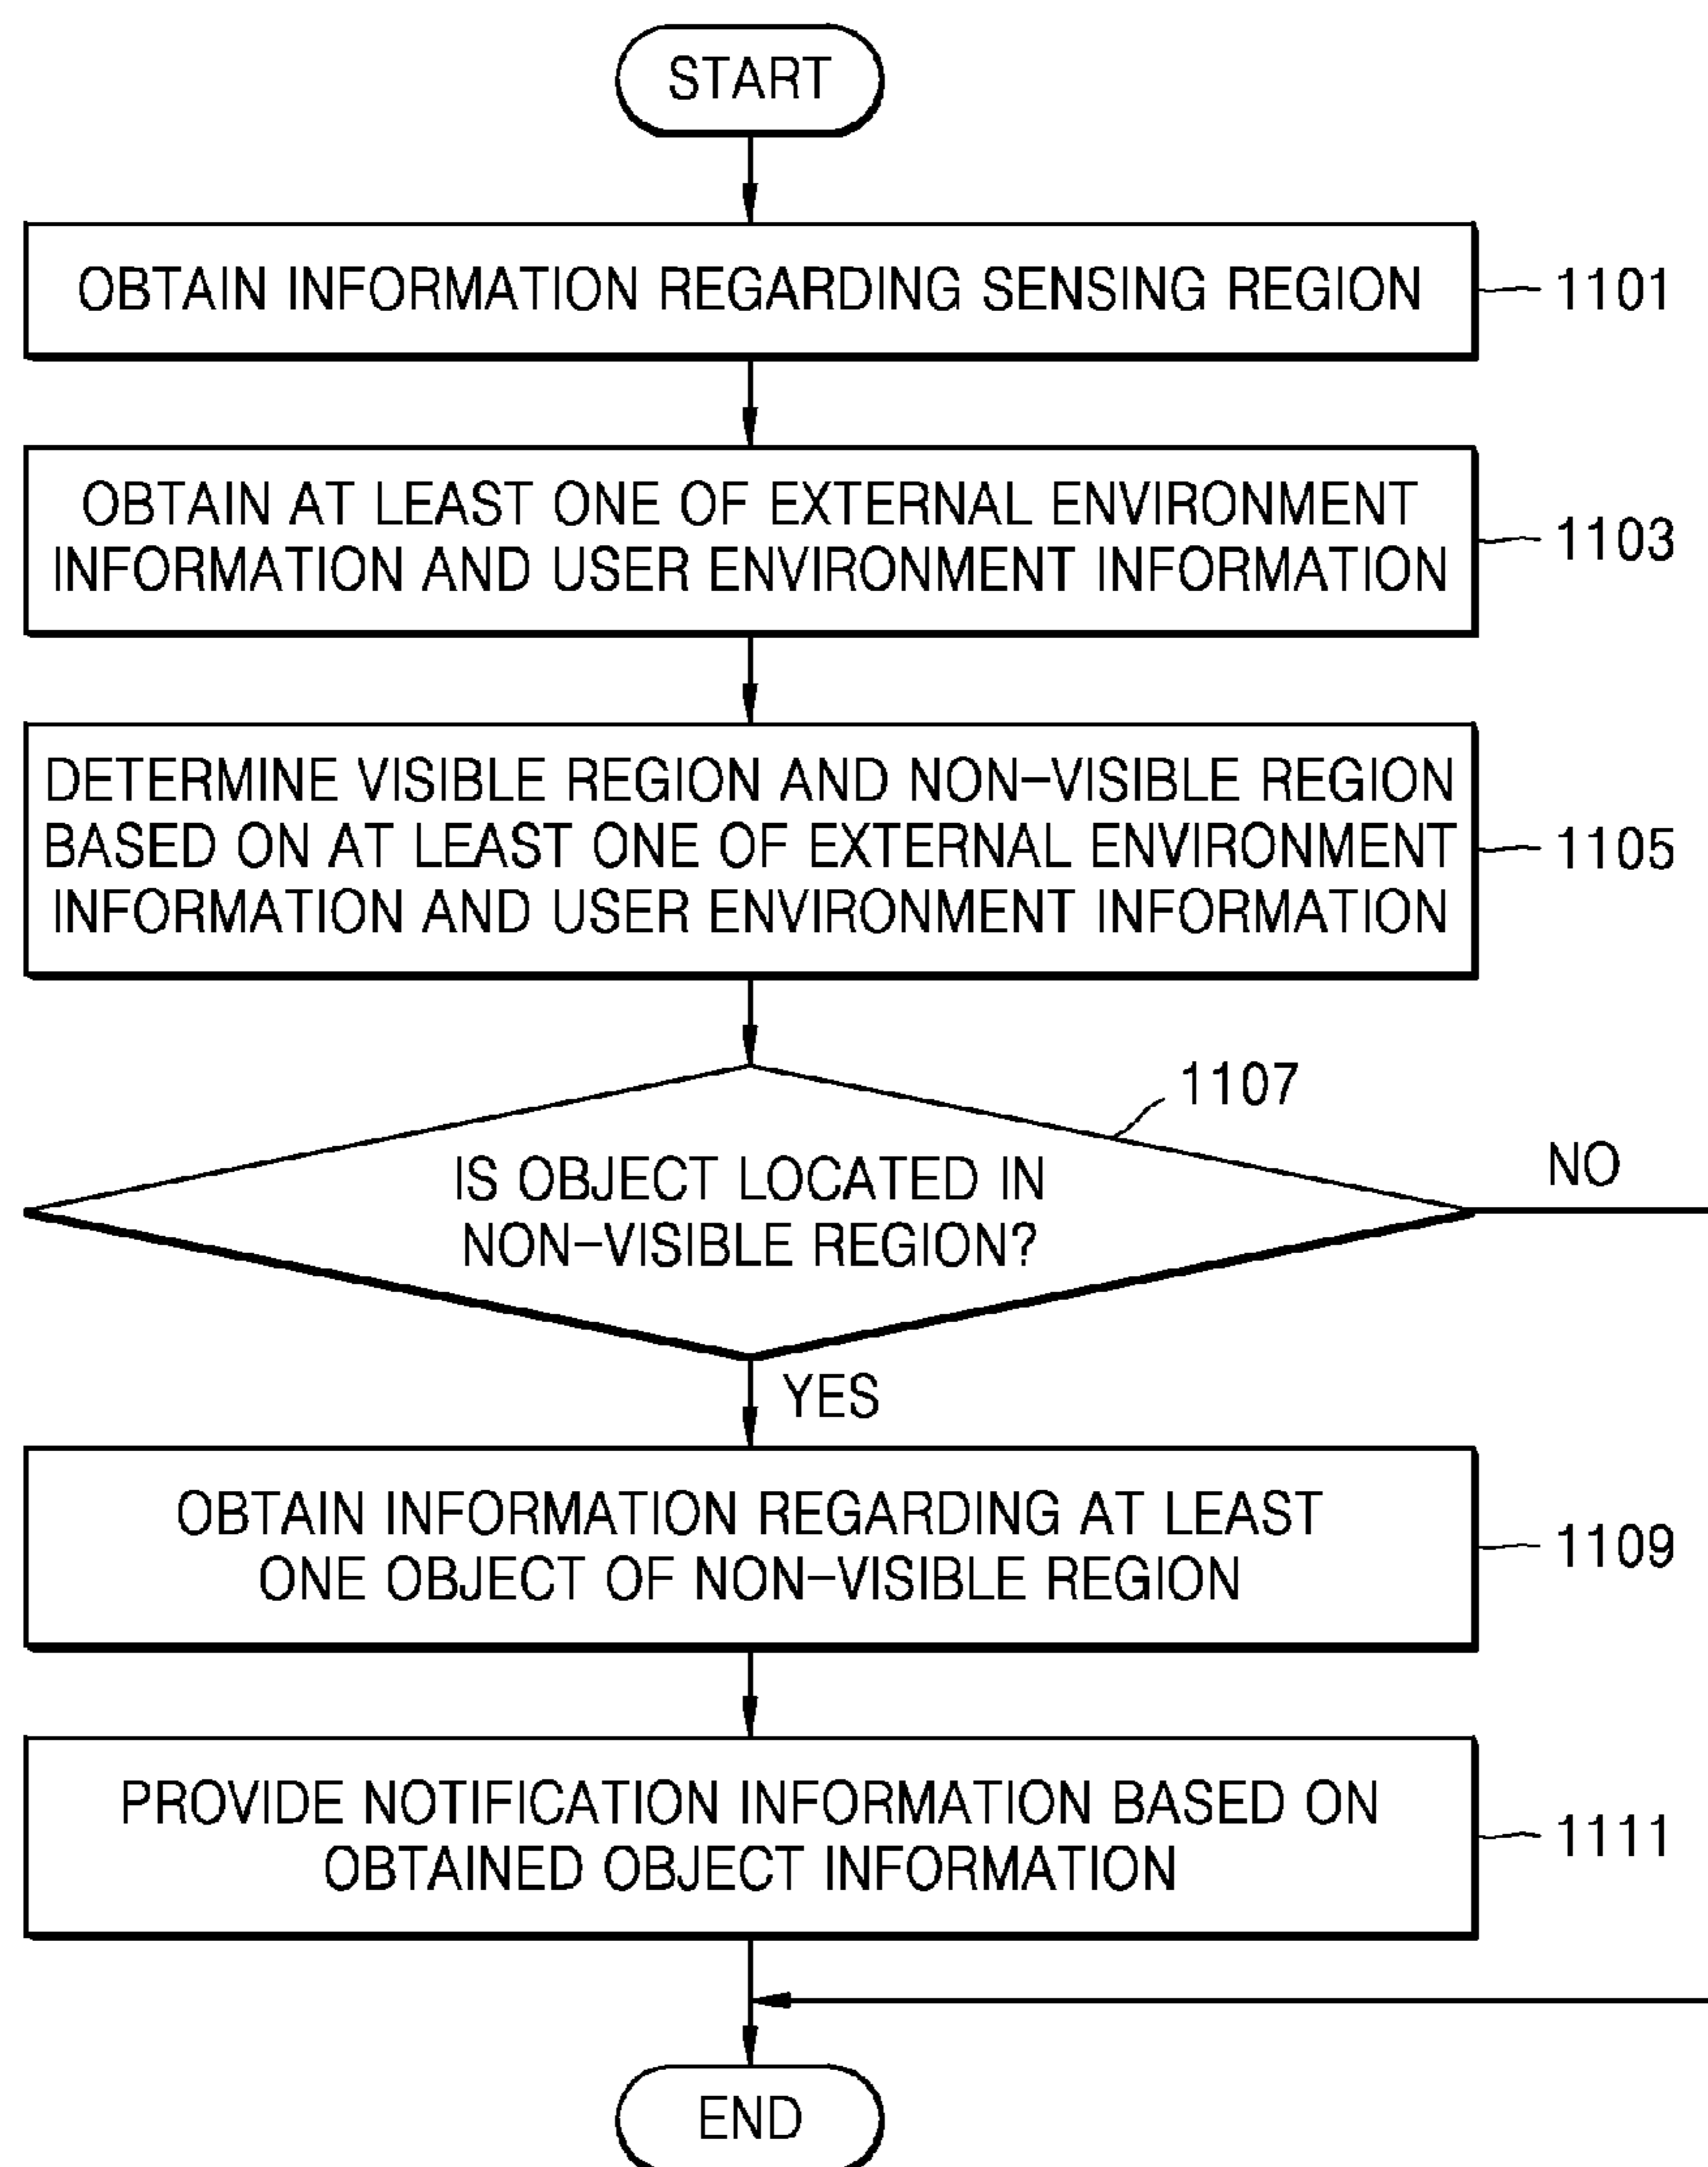 START
OBTAIN INFORMATION REGARDING SENSING REGION
1101
OBTAIN AT LEAST ONE OF EXTERNAL ENVIRONMENT
INFORMATION AND USER ENVIRONMENT INFORMATION
1103
DETERMINE VISIBLE REGION AND NON-VISIBLE REGION
BASED ON AT LEAST ONE OF EXTERNAL ENVIRONMENT
INFORMATION AND USER ENVIRONMENT INFORMATION
1105
1107
IS OBJECT LOCATED IN
NON-VISIBLE REGION?
NO
YES
OBTAIN INFORMATION REGARDING AT LEAST
ONE OBJECT OF NON-VISIBLE REGION
1109
PROVIDE NOTIFICATION INFORMATION BASED ON
OBTAINED OBJECT INFORMATION
1111
END